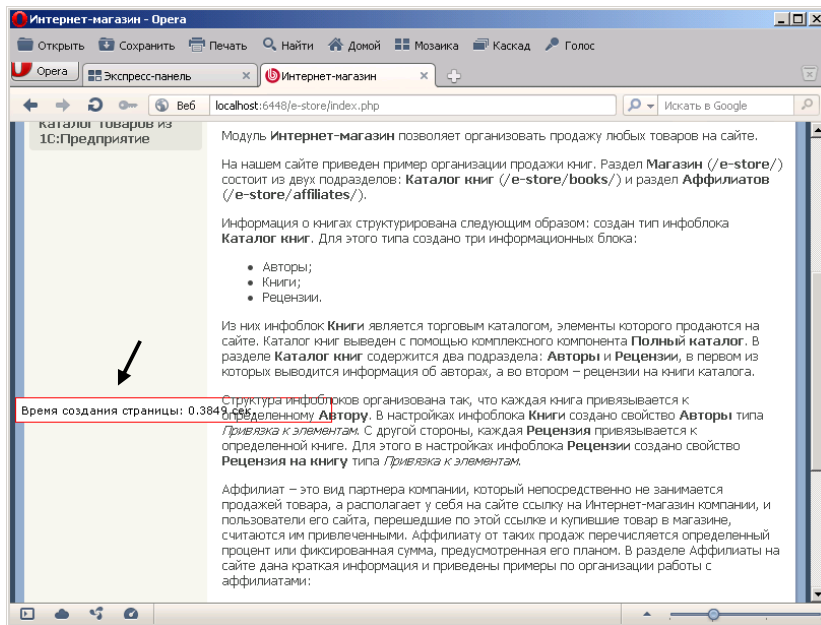 Интернет-магазин - Opera
Открыть Сохранить Печать Найти Домой Мозаика Каскад Голос
Opera Экспресс-панель Интернет-магазин
Веб localhost:6448/e-store/index.php Искать в Google
Каталог товаров из
1С:Предприятие
Модуль Интернет-магазин позволяет организовать продажу любых товаров на сайте.
На нашем сайте приведен пример организации продажи книг. Раздел Магазин (/e-store/)
состоит из двух подразделов: Каталог книг (/e-store/books/) и раздел Аффилиатов
(/e-store/affiliates/).
Информация о книгах структурирована следующим образом: создан тип инфоблока
Каталог книг. Для этого типа создано три информационных блока:
• Авторы;
• Книги;
• Рецензии.
Из них инфоблок Книги является торговым каталогом, элементы которого продаются на
сайте. Каталог книг выведен с помощью комплексного компонента Полный каталог. В
разделе Каталог книг содержится два подраздела: Авторы и Рецензии, в первом из
которых выводится информация об авторах, а во втором – рецензии на книги каталога.
Структура инфоблоков организована так, что каждая книга привязывается к
Время создания страницы: 0.3849 сек.
определенному Автору. В настройках инфоблока Книги создано свойство Авторы типа
Привязка к элементам. С другой стороны, каждая Рецензия привязывается к
определенной книге. Для этого в настройках инфоблока Рецензии создано свойство
Рецензия на книгу типа Привязка к элементам.
Аффилиат – это вид партнера компании, который непосредственно не занимается
продажей товара, а располагает у себя на сайте ссылку на Интернет-магазин компании, и
пользователи его сайта, перешедшие по этой ссылке и купившие товар в магазине,
считаются им привлеченными. Аффилиату от таких продаж перечисляется определенный
процент или фиксированная сумма, предусмотренная его планом. В разделе Аффилиаты на
сайте дана краткая информация и приведены примеры по организации работы с
аффилиатами: